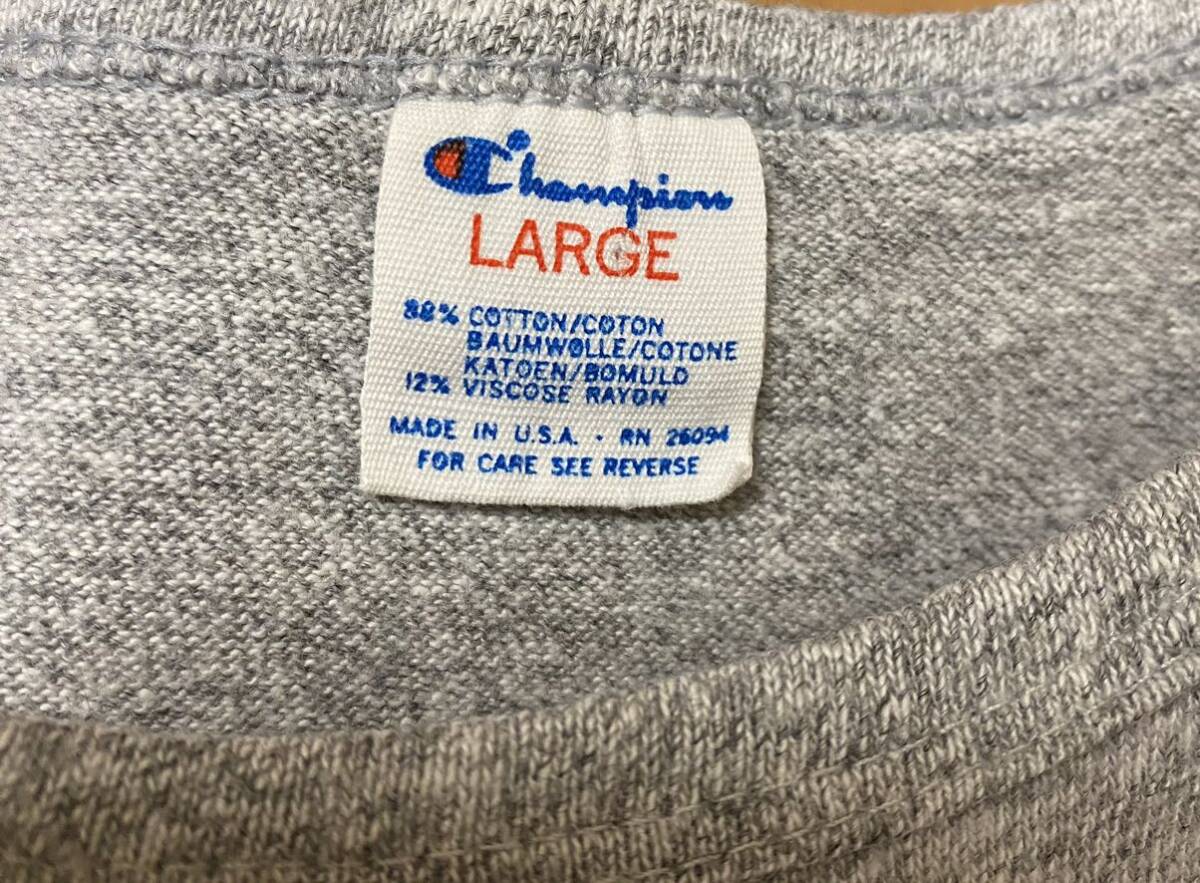 Champion
LARGE
88% COTTON/COTON
BAUMWOLLE/COTONE
KATOEN/BOMULD
12% VISCOSE RAYON
MADE IN U.S.A. · RN 26094
FOR CARE SEE REVERSE